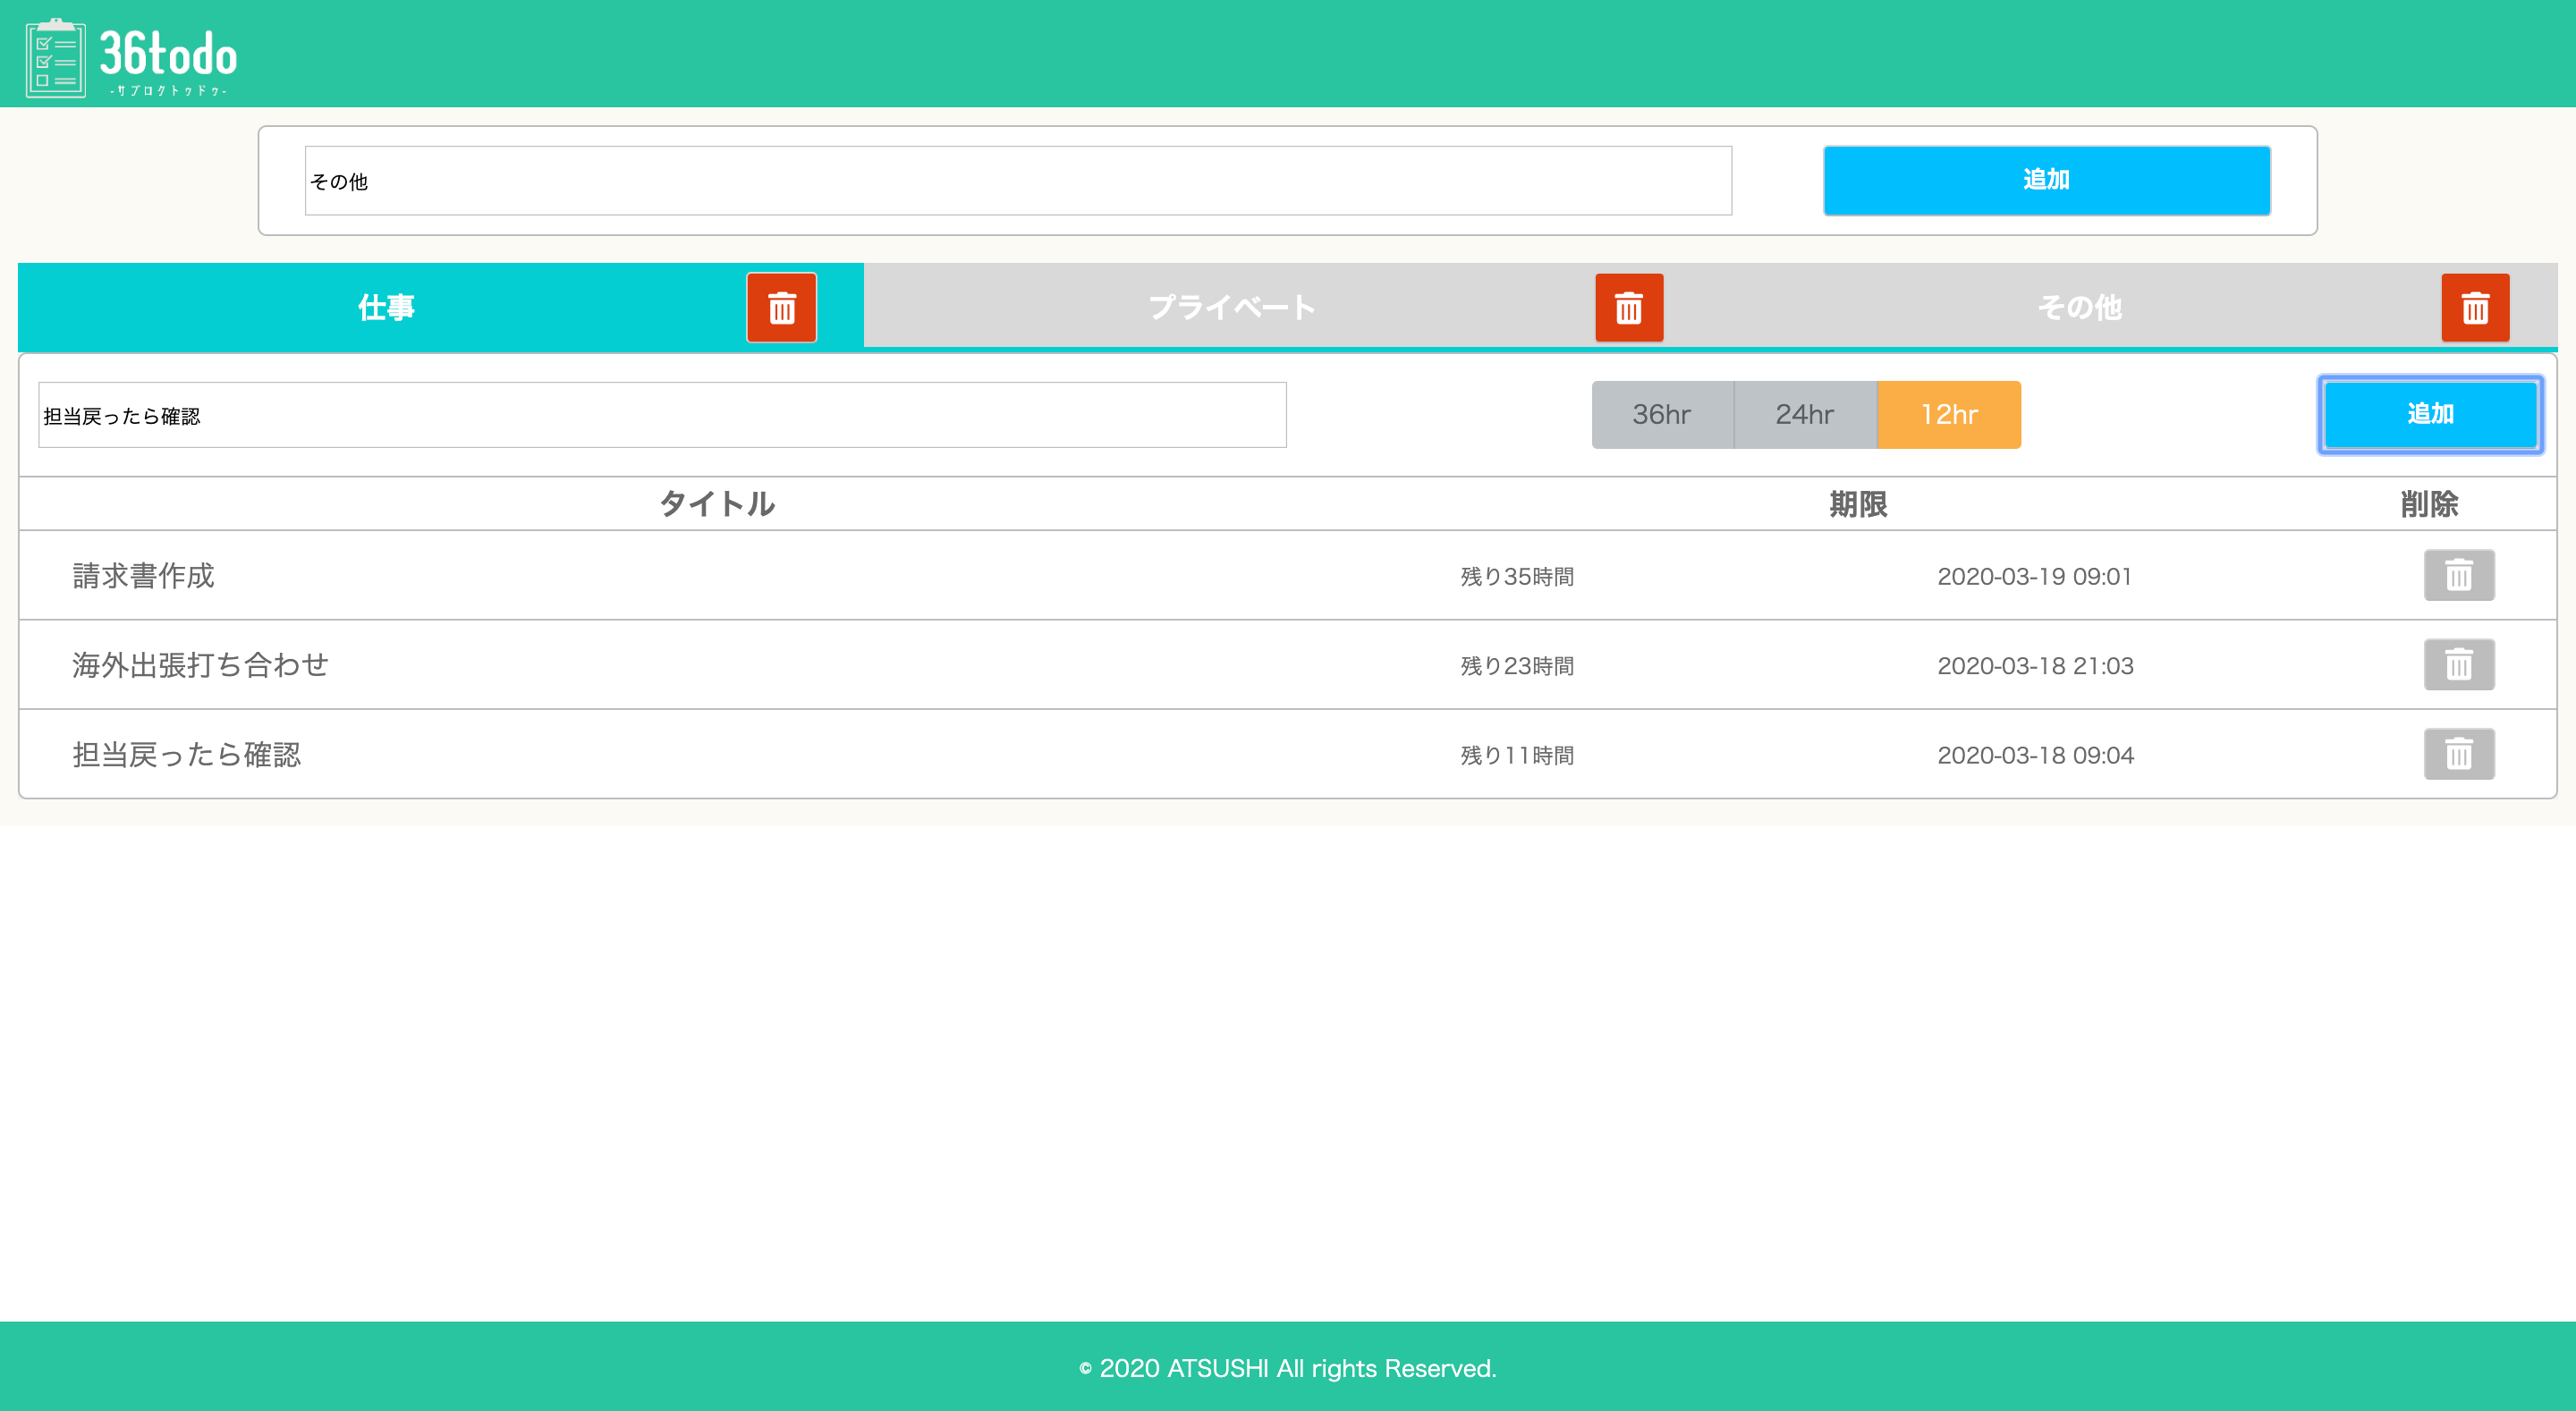 36todo
-サブロクトゥドゥ-
その他
追加
仕事
プライベート
その他
担当戻ったら確認
36hr
24hr
12hr
追加
タイトル
期限
削除
請求書作成
残り35時間
2020-03-19 09:01
海外出張打ち合わせ
残り23時間
2020-03-18 21:03
担当戻ったら確認
残り11時間
2020-03-18 09:04
© 2020 ATSUSHI All rights Reserved.